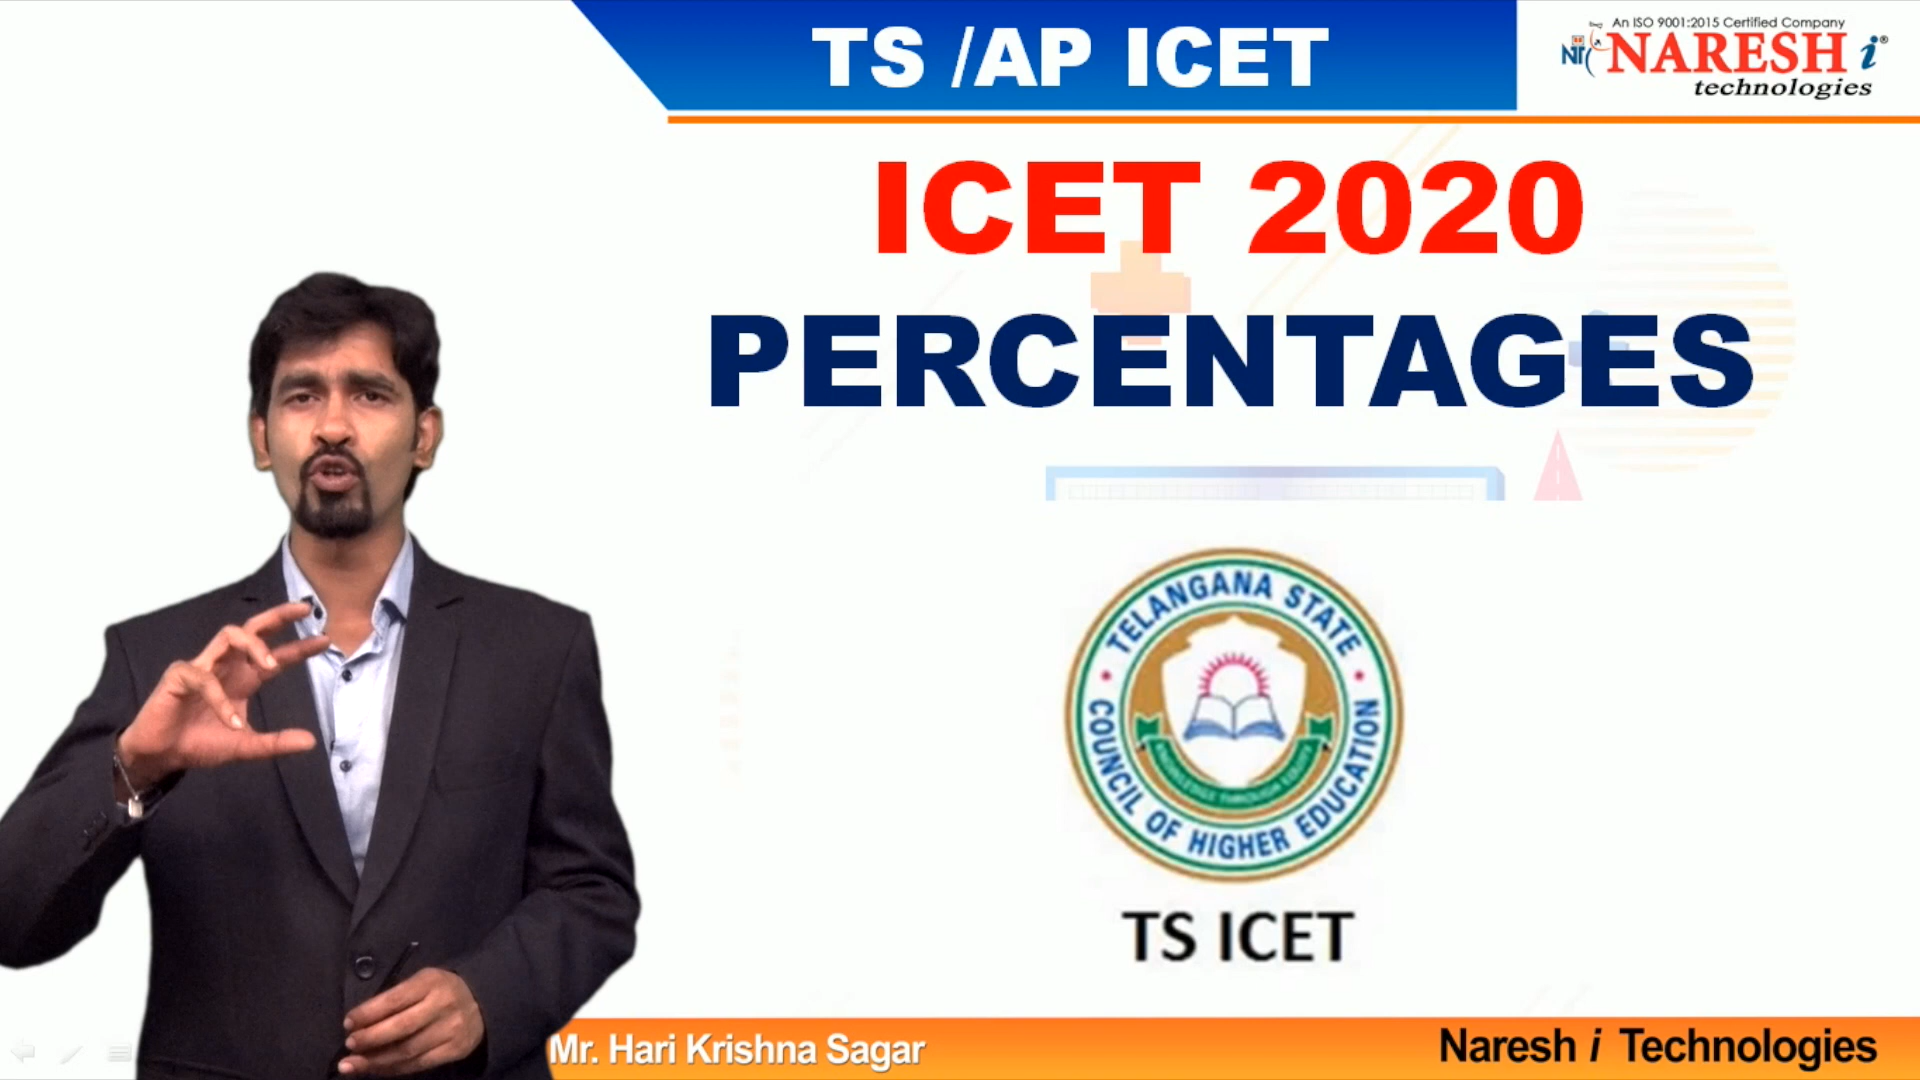 TS /AP ICET
An ISO 9001:2015 Certified Company
NARESH i®
technologies
ICET 2020
PERCENTAGES
TELANGANA STATE
COUNCIL OF HIGHER EDUCATION
TS ICET
Mr. Hari Krishna Sagar
Naresh i Technologies